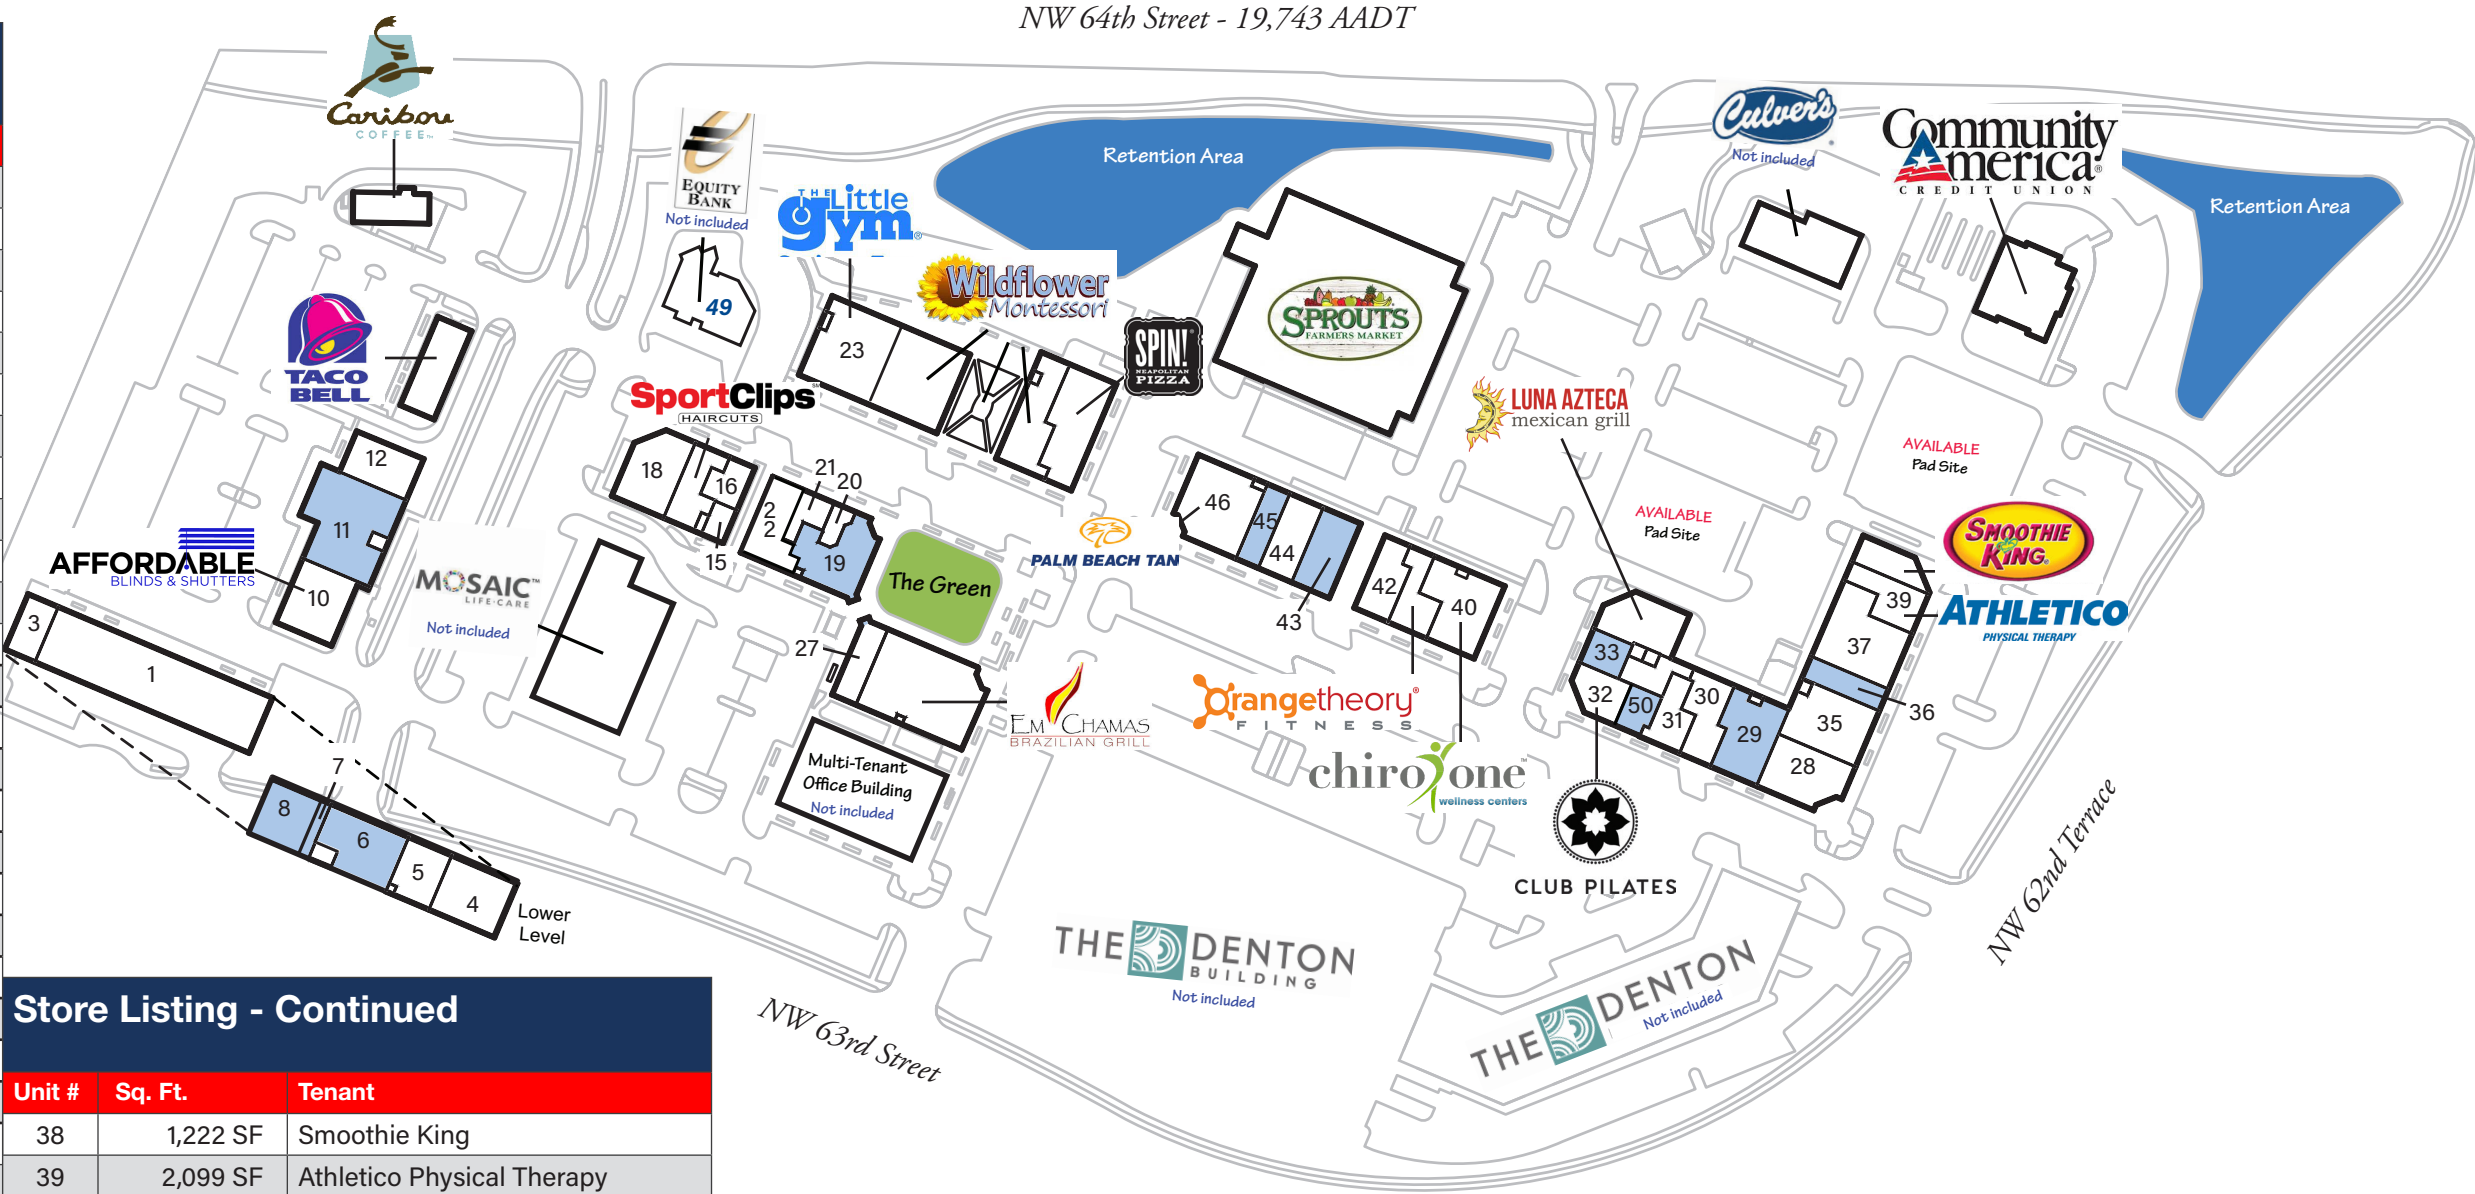 NW 64th Street - 19,743 AADT
Caribou
COFFEE
EQUITY
BANK
Not included
49
THE Little
gym
Wildflower
Montessori
SPIN!
NEAPOLITAN
PIZZA
SPROUTS
FARMERS MARKET
Retention Area
Culver's
Not included
Community
America
CREDIT UNION
Retention Area
TACO
BELL
SportClips
HAIRCUTS
23
LUNA AZTECA
mexican grill
AVAILABLE
Pad Site
AVAILABLE
Pad Site
12
11
10
AFFORDABLE
BLINDS & SHUTTERS
MOSAIC
LIFE·CARE
Not included
18
16
15
21
20
2
2
19
The Green
PALM BEACH TAN
46
45
44
43
42
40
SMOOTHIE
KING
ATHLETICO
PHYSICAL THERAPY
39
37
36
35
28
29
30
31
50
32
33
3
1
27
EM CHAMAS
BRAZILIAN GRILL
Orangetheory
FITNESS
chiro one
wellness centers
CLUB PILATES
Multi-Tenant
Office Building
Not included
7
8
6
5
4
Lower
Level
THE DENTON
BUILDING
Not included
THE DENTON
Not included
NW 62nd Terrace
NW 63rd Street
Store Listing - Continued
Unit # Sq. Ft. Tenant
38 1,222 SF Smoothie King
39 2,099 SF Athletico Physical Therapy